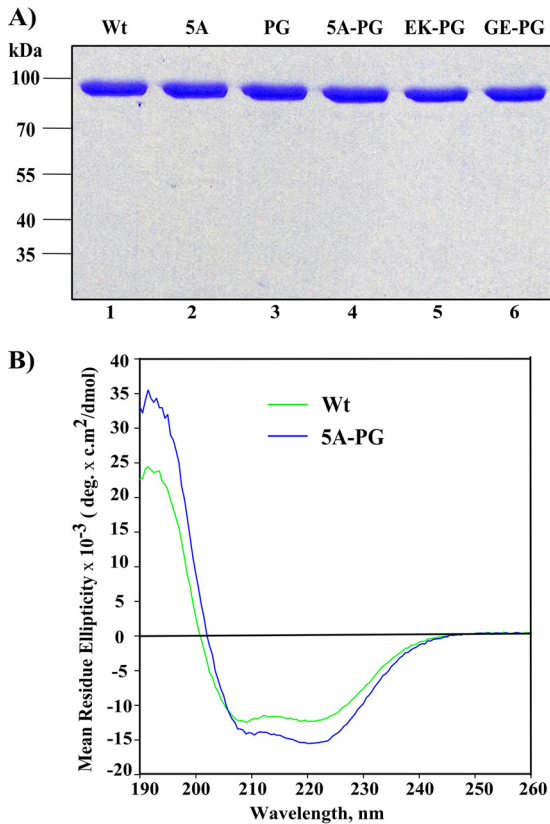 A)
Wt 5A PG 5A-PG EK-PG GE-PG
kDa
100
70
55
40
35
1 2 3 4 5 6
B)
40
35
30
25
20
15
10
5
0
-5
-10
-15
-20
Wt
5A-PG
Mean Residue Ellipticity x 10⁻³ ( deg. x c.m²/dmol)
190 200 210 220 230 240 250 260
Wavelength, nm